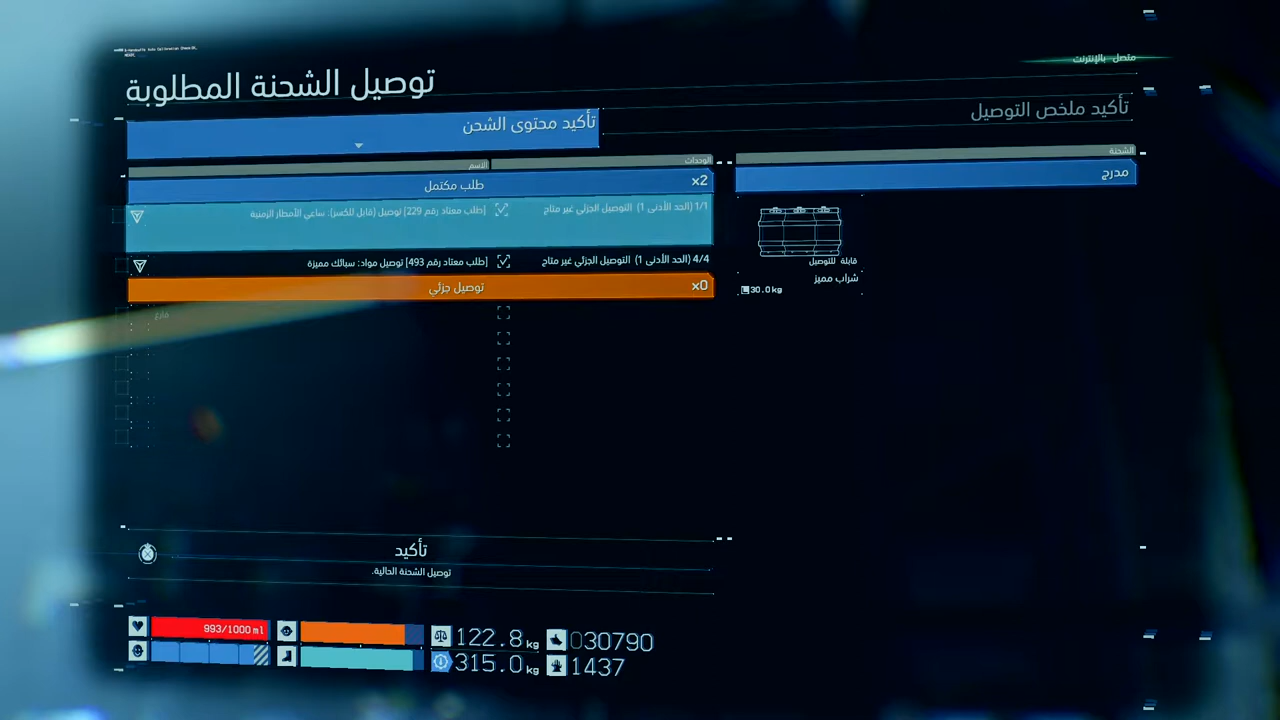 توصيل الشحنة المطلوبة
متصل بالإنترنت
تأكيد محتوى الشحن
تأكيد ملخص التوصيل
الاسم
الوحدات
الشحنة
طلب مكتمل
x2
مدرج
[طلب معتاد رقم 229] توصيل (قابل للكسر): ساعي الأمطار الزمنية
1/1 (الحد الأدنى 1) التوصيل الجزئي غير متاح
[طلب معتاد رقم 493] توصيل مواد: سبائك مميزة
4/4 (الحد الأدنى 1) التوصيل الجزئي غير متاح
قابلة للتوصيل
شراب مميز
30.0kg
توصيل جزئي
x0
فارغ
تأكيد
توصيل الشحنة الحالية.
993/1000 ml
122.8 kg
030790
315.0 kg
1437